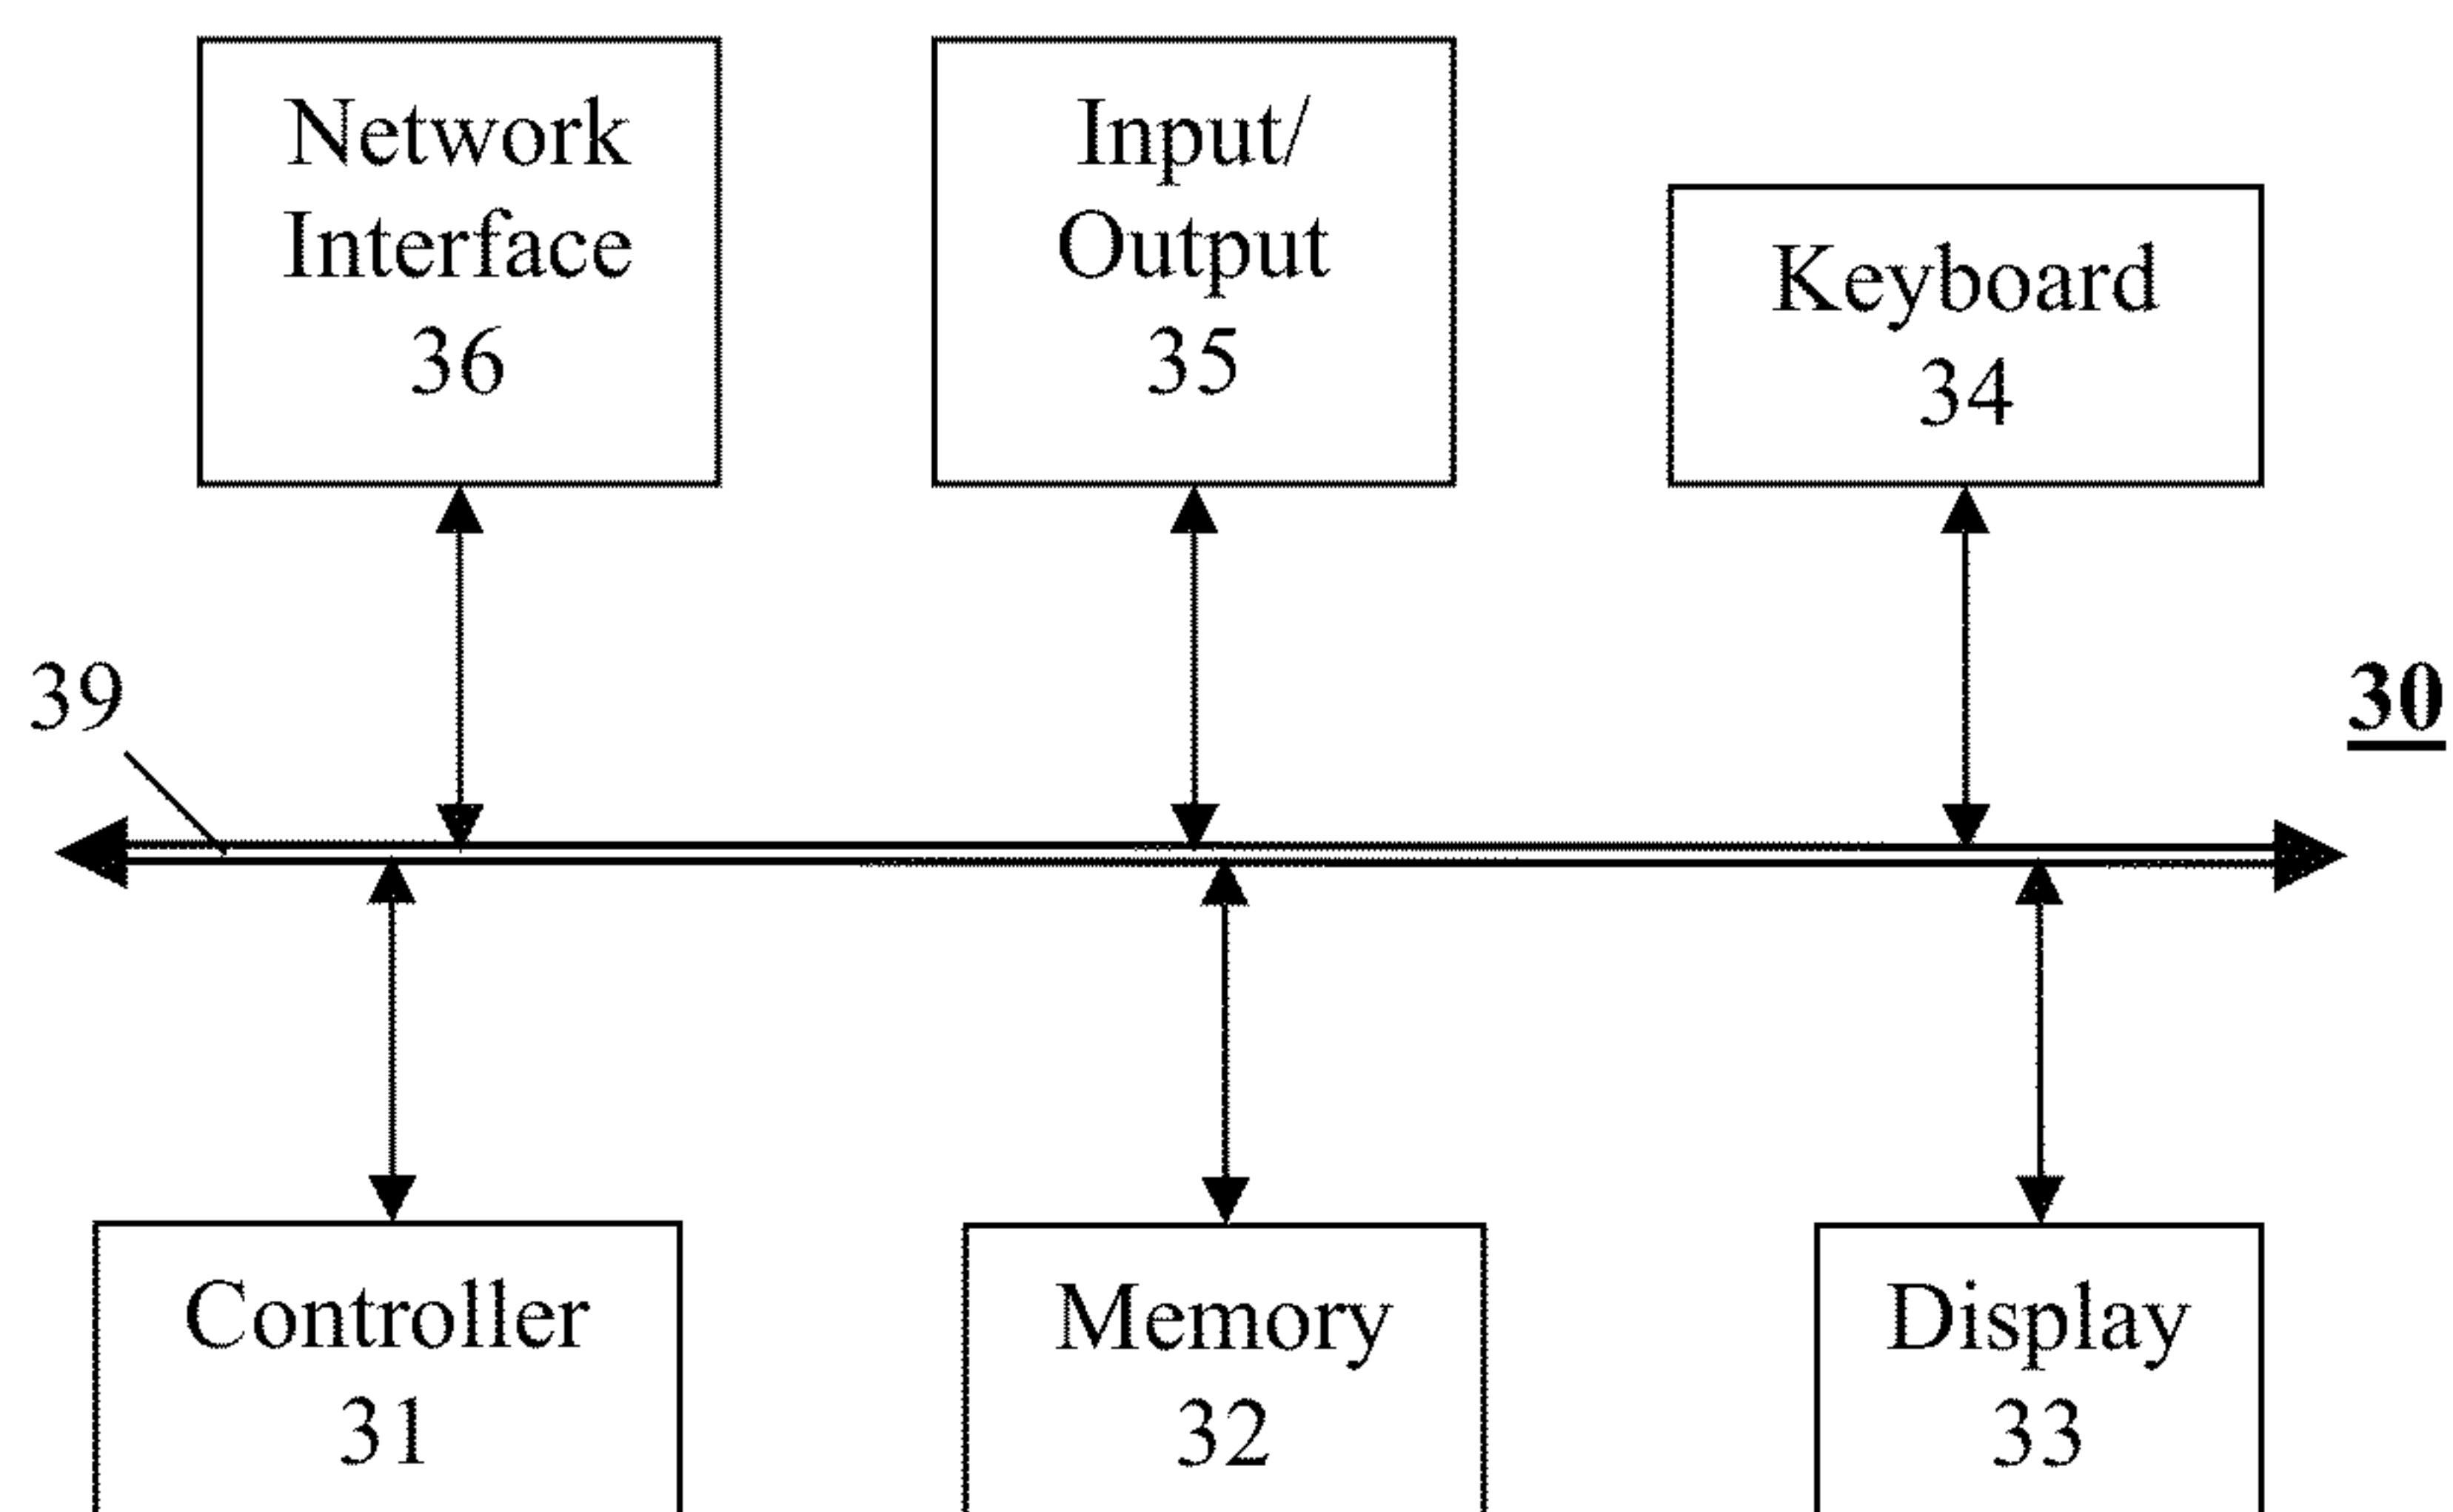 Network
Interface
36
Input/
Output
35
Keyboard
34
39
30
Controller
31
Memory
32
Display
33